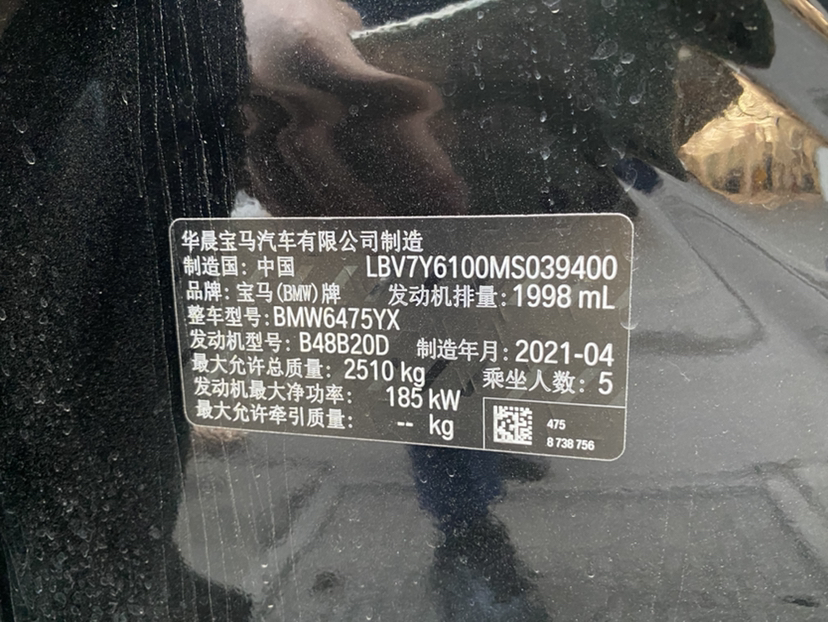 华晨宝马汽车有限公司制造
制造国：中国 LBV7Y6100MS039400
品牌：宝马(BMW)牌 发动机排量：1998 mL
整车型号：BMW6475YX
发动机型号：B48B20D 制造年月：2021-04
最大允许总质量：2510 kg 乘坐人数：5
发动机最大净功率：185 kW
最大允许牵引质量：-- kg
475
8 738 756